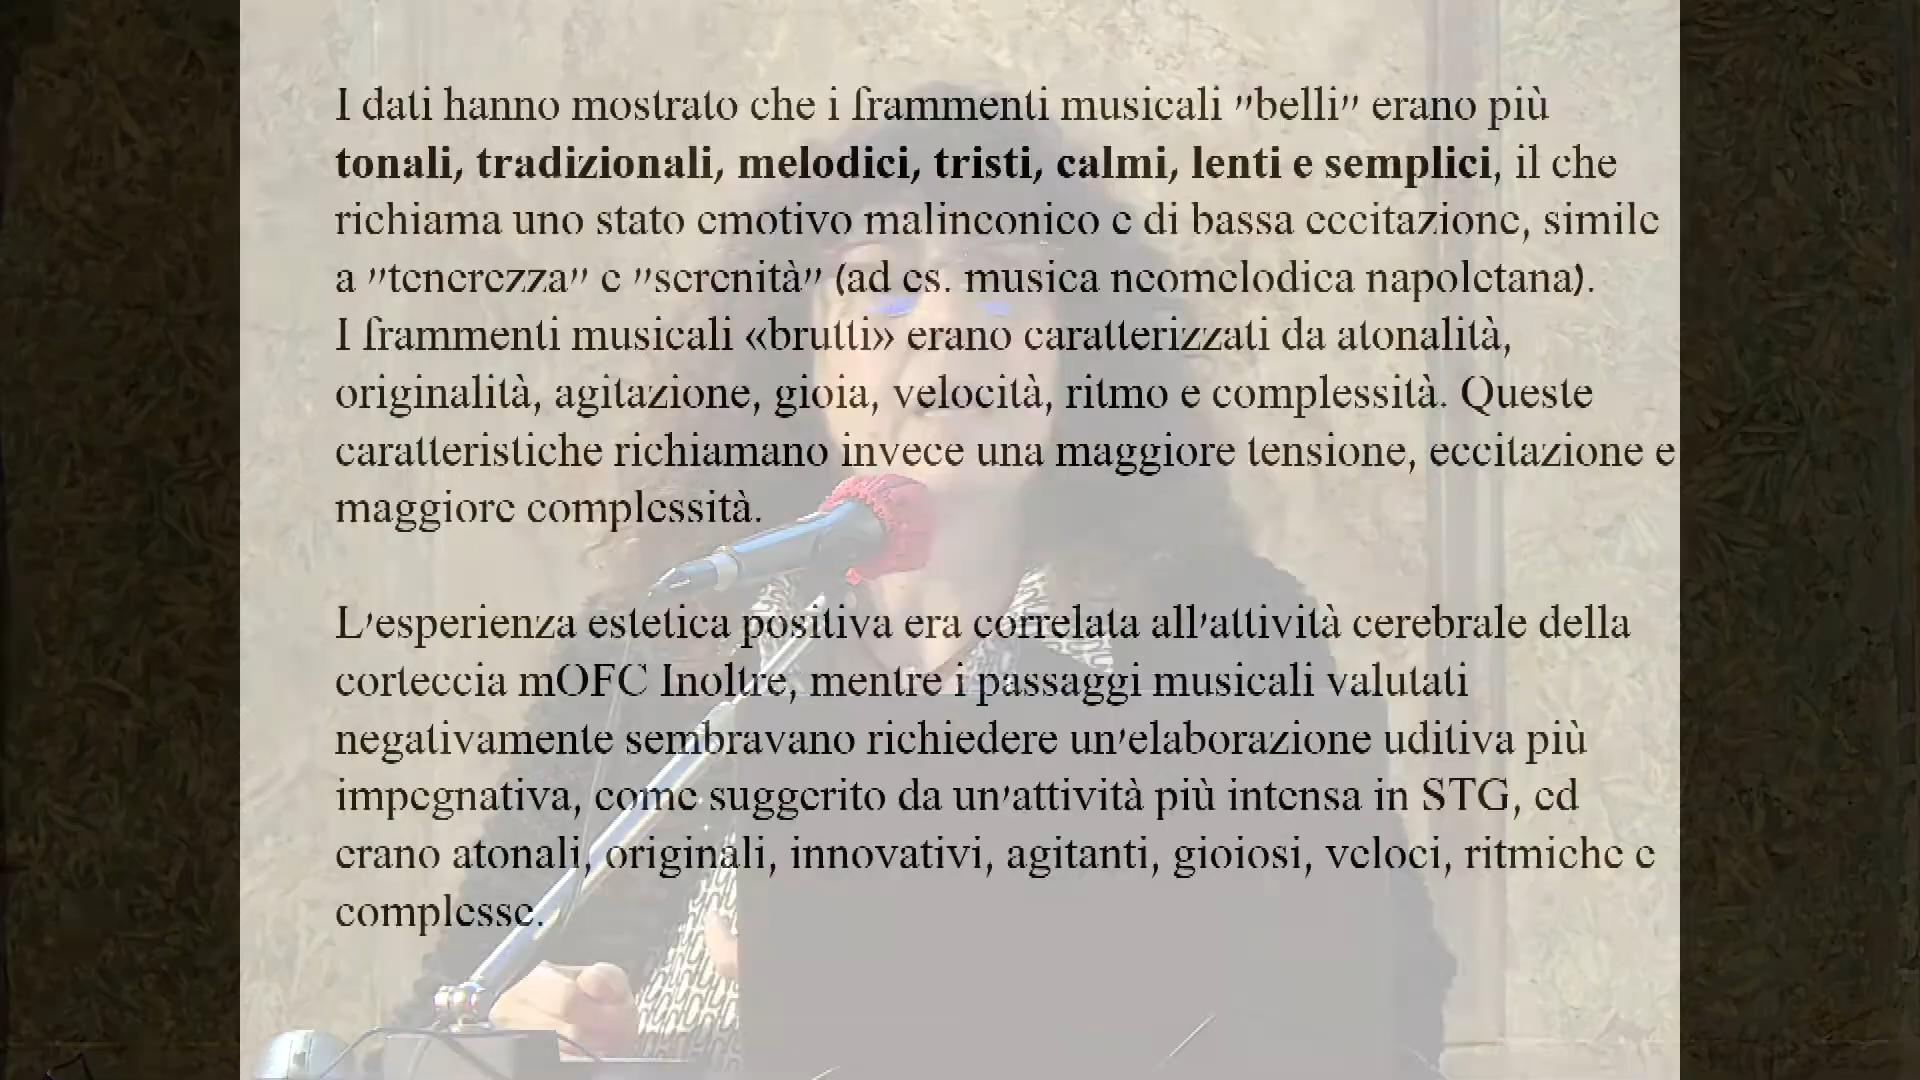 I dati hanno mostrato che i frammenti musicali "belli" erano più
tonali, tradizionali, melodici, tristi, calmi, lenti e semplici, il che
richiama uno stato emotivo malinconico e di bassa eccitazione, simile
a "tenerezza" e "serenità" (ad es. musica neomelodica napoletana).
I frammenti musicali «brutti» erano caratterizzati da atonalità,
originalità, agitazione, gioia, velocità, ritmo e complessità. Queste
caratteristiche richiamano invece una maggiore tensione, eccitazione e
maggiore complessità.
L'esperienza estetica positiva era correlata all'attività cerebrale della
corteccia mOFC Inoltre, mentre i passaggi musicali valutati
negativamente sembravano richiedere un'elaborazione uditiva più
impegnativa, come suggerito da un'attività più intensa in STG, ed
erano atonali, originali, innovativi, agitanti, gioiosi, veloci, ritmiche e
complesse.